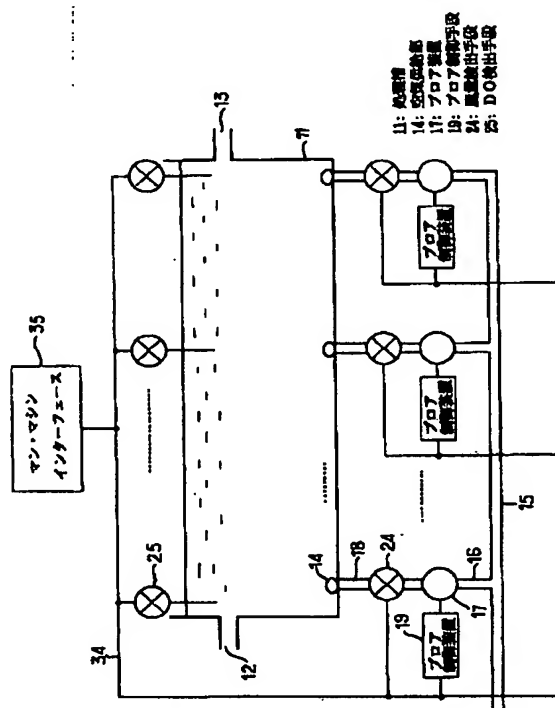 35
マン・マシン
インターフェース
34
25
13
12
11
14
18
24
16
17
19
ブロア
制御装置
ブロア
制御装置
ブロア
制御装置
15
11: 処理槽
14: 空気供給部
17: ブロア装置
19: ブロア制御手段
24: 風量検出手段
25: DO検出手段